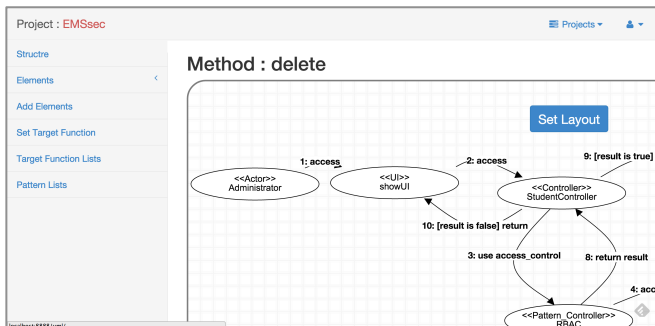 Project : EMSsec
Projects
Structre
Elements
Add Elements
Set Target Function
Target Function Lists
Pattern Lists
Method : delete
Set Layout
1: access
2: access
9: [result is true]
<<Actor>>
Administrator
<<UI>>
showUI
<<Controller>>
StudentController
10: [result is false] return
3: use access_control
8: return result
4: acc
<<Pattern_Controller>>
RBAC